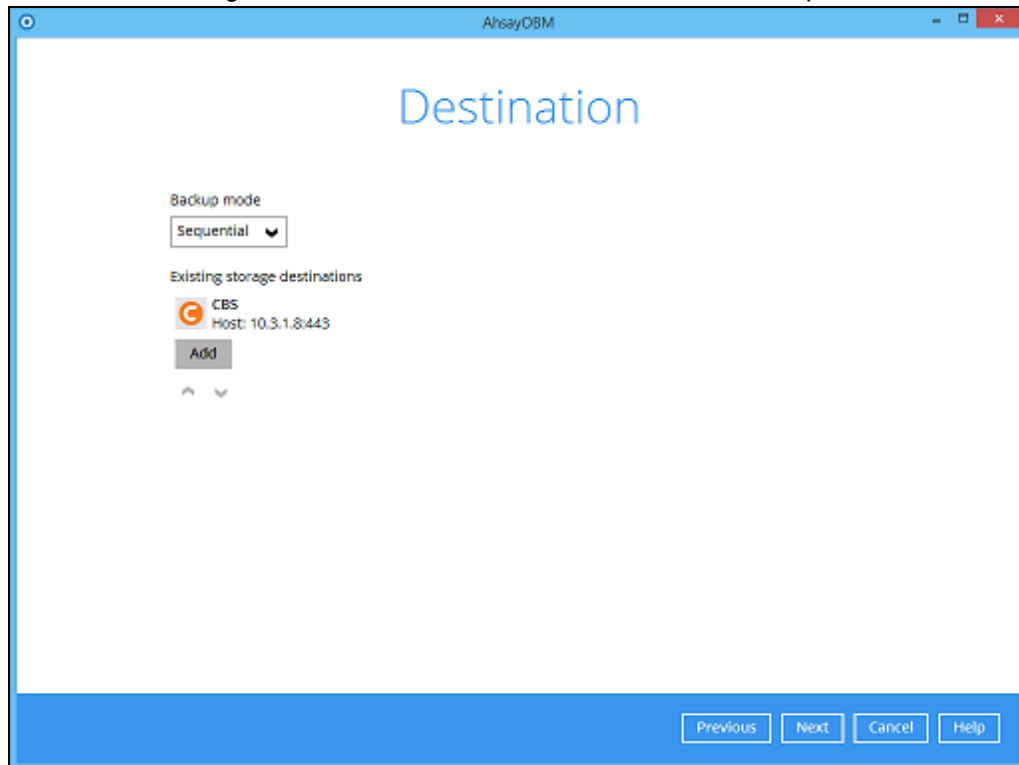 AhsayOBM
Destination
Backup mode
Sequential
Existing storage destinations
CBS
Host: 10.3.1.8:443
Add
Previous Next Cancel Help